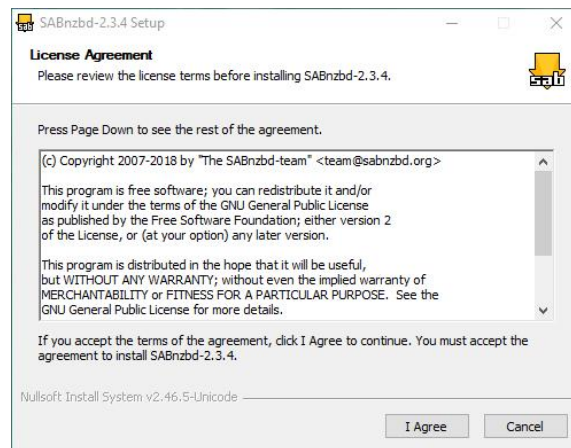 SABnzbd-2.3.4 Setup
License Agreement
Please review the license terms before installing SABnzbd-2.3.4.
sab
Press Page Down to see the rest of the agreement.
(c) Copyright 2007-2018 by "The SABnzbd-team" <team@sabnzbd.org>
This program is free software; you can redistribute it and/or
modify it under the terms of the GNU General Public License
as published by the Free Software Foundation; either version 2
of the License, or (at your option) any later version.
This program is distributed in the hope that it will be useful,
but WITHOUT ANY WARRANTY; without even the implied warranty of
MERCHANTABILITY or FITNESS FOR A PARTICULAR PURPOSE.  See the
GNU General Public License for more details.
If you accept the terms of the agreement, click I Agree to continue. You must accept the
agreement to install SABnzbd-2.3.4.
Nullsoft Install System v2.46.5-Unicode
I Agree
Cancel